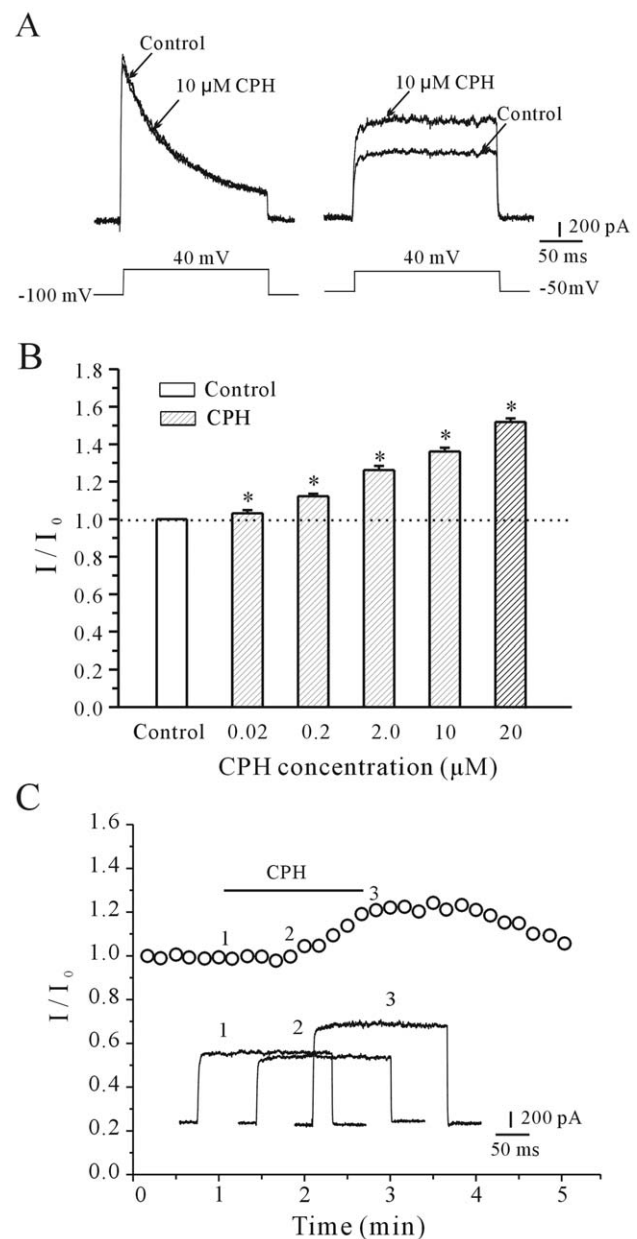 A
Control
10 μM CPH
10 μM CPH
Control
200 pA
50 ms
40 mV
-100 mV
40 mV
-50mV
B
1.8
1.6
1.4
1.2
1.0
0.8
0.6
0.4
0.2
0.0
I / I0
Control
CPH
*
*
*
*
*
Control 0.02 0.2 2.0 10 20
CPH concentration (μM)
C
1.6
1.4
1.2
1.0
0.8
0.6
0.4
0.2
0.0
I / I0
CPH
1 2 3
1 2 3
200 pA
50 ms
0 1 2 3 4 5
Time (min)